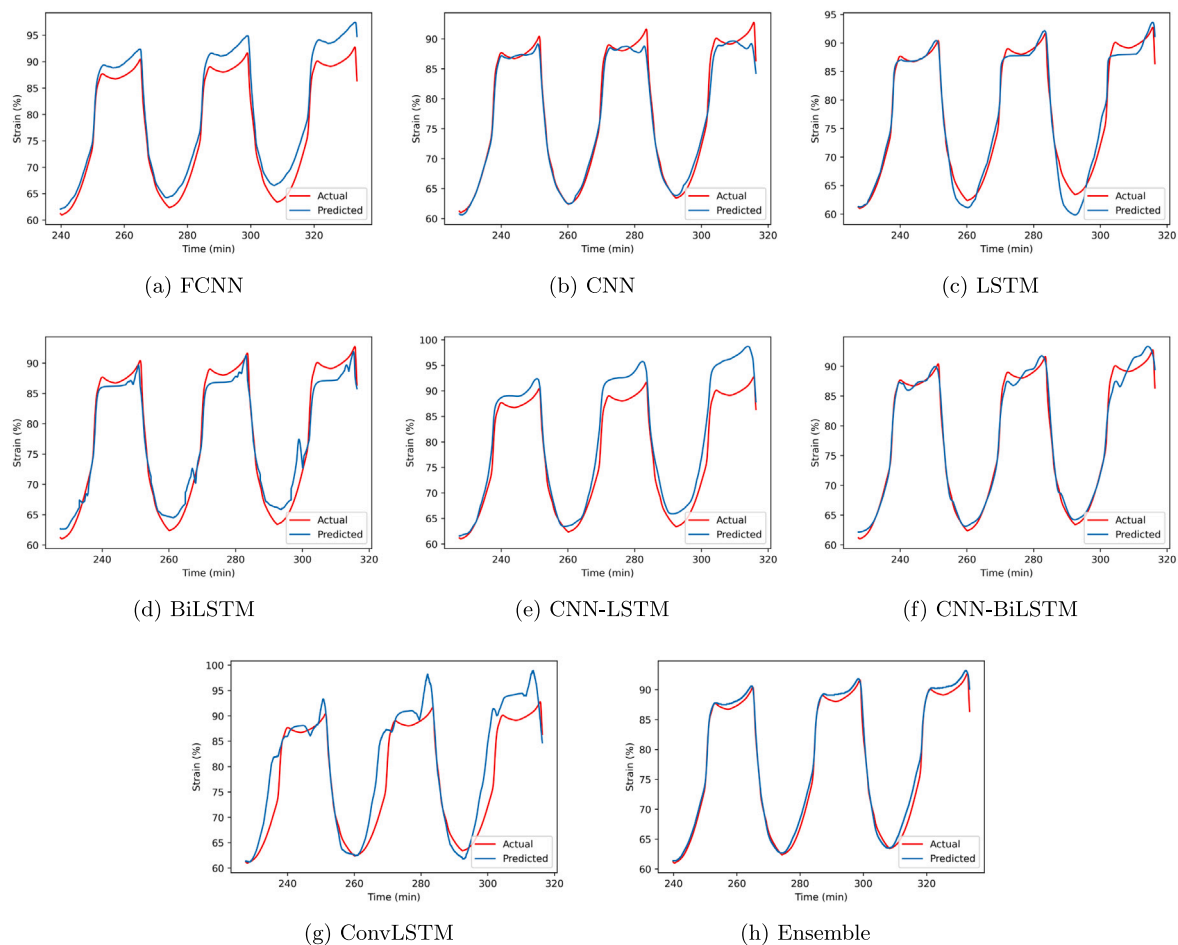 95
90
85
80
75
70
65
60
Strain (%)
Actual
Predicted
240 260 280 300 320
Time (min)
(a) FCNN
90
85
80
75
70
65
60
Strain (%)
Actual
Predicted
240 260 280 300 320
Time (min)
(b) CNN
90
85
80
75
70
65
60
Strain (%)
Actual
Predicted
240 260 280 300 320
Time (min)
(c) LSTM
90
85
80
75
70
65
60
Strain (%)
Actual
Predicted
240 260 280 300 320
Time (min)
(d) BiLSTM
100
95
90
85
80
75
70
65
60
Strain (%)
Actual
Predicted
240 260 280 300 320
Time (min)
(e) CNN-LSTM
90
85
80
75
70
65
60
Strain (%)
Actual
Predicted
240 260 280 300 320
Time (min)
(f) CNN-BiLSTM
100
95
90
85
80
75
70
65
60
Strain (%)
Actual
Predicted
240 260 280 300 320
Time (min)
(g) ConvLSTM
90
85
80
75
70
65
60
Strain (%)
Actual
Predicted
240 260 280 300 320
Time (min)
(h) Ensemble